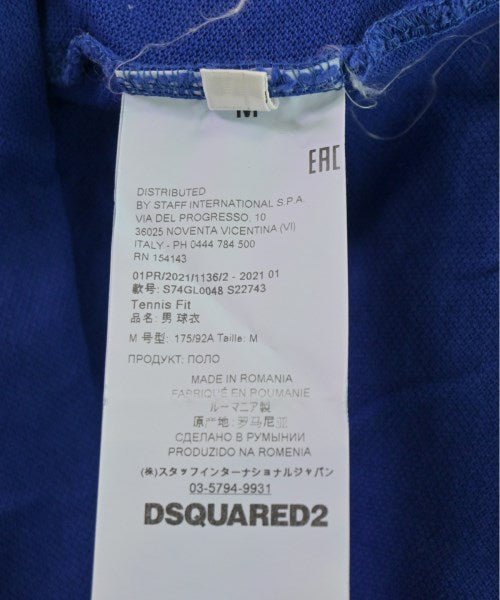 M
EAC
DISTRIBUTED
BY STAFF INTERNATIONAL S.P.A.
VIA DEL PROGRESSO, 10
36025 NOVENTA VICENTINA (VI)
ITALY - PH 0444 784 500
RN 154143
01PR/2021/1136/2 - 2021 01
款号: S74GL0048 S22743
Tennis Fit
品名: 男 球衣
M 号型: 175/92A Taille: M
ПРОДУКТ: ПОЛО
MADE IN ROMANIA
FABRIQUÉ EN ROUMANIE
ルーマニア製
原产地: 罗马尼亚
СДЕЛАНО В РУМЫНИИ
PRODUZIDO NA ROMENIA
(株)スタッフインターナショナルジャパン
03-5794-9931
DSQUARED2